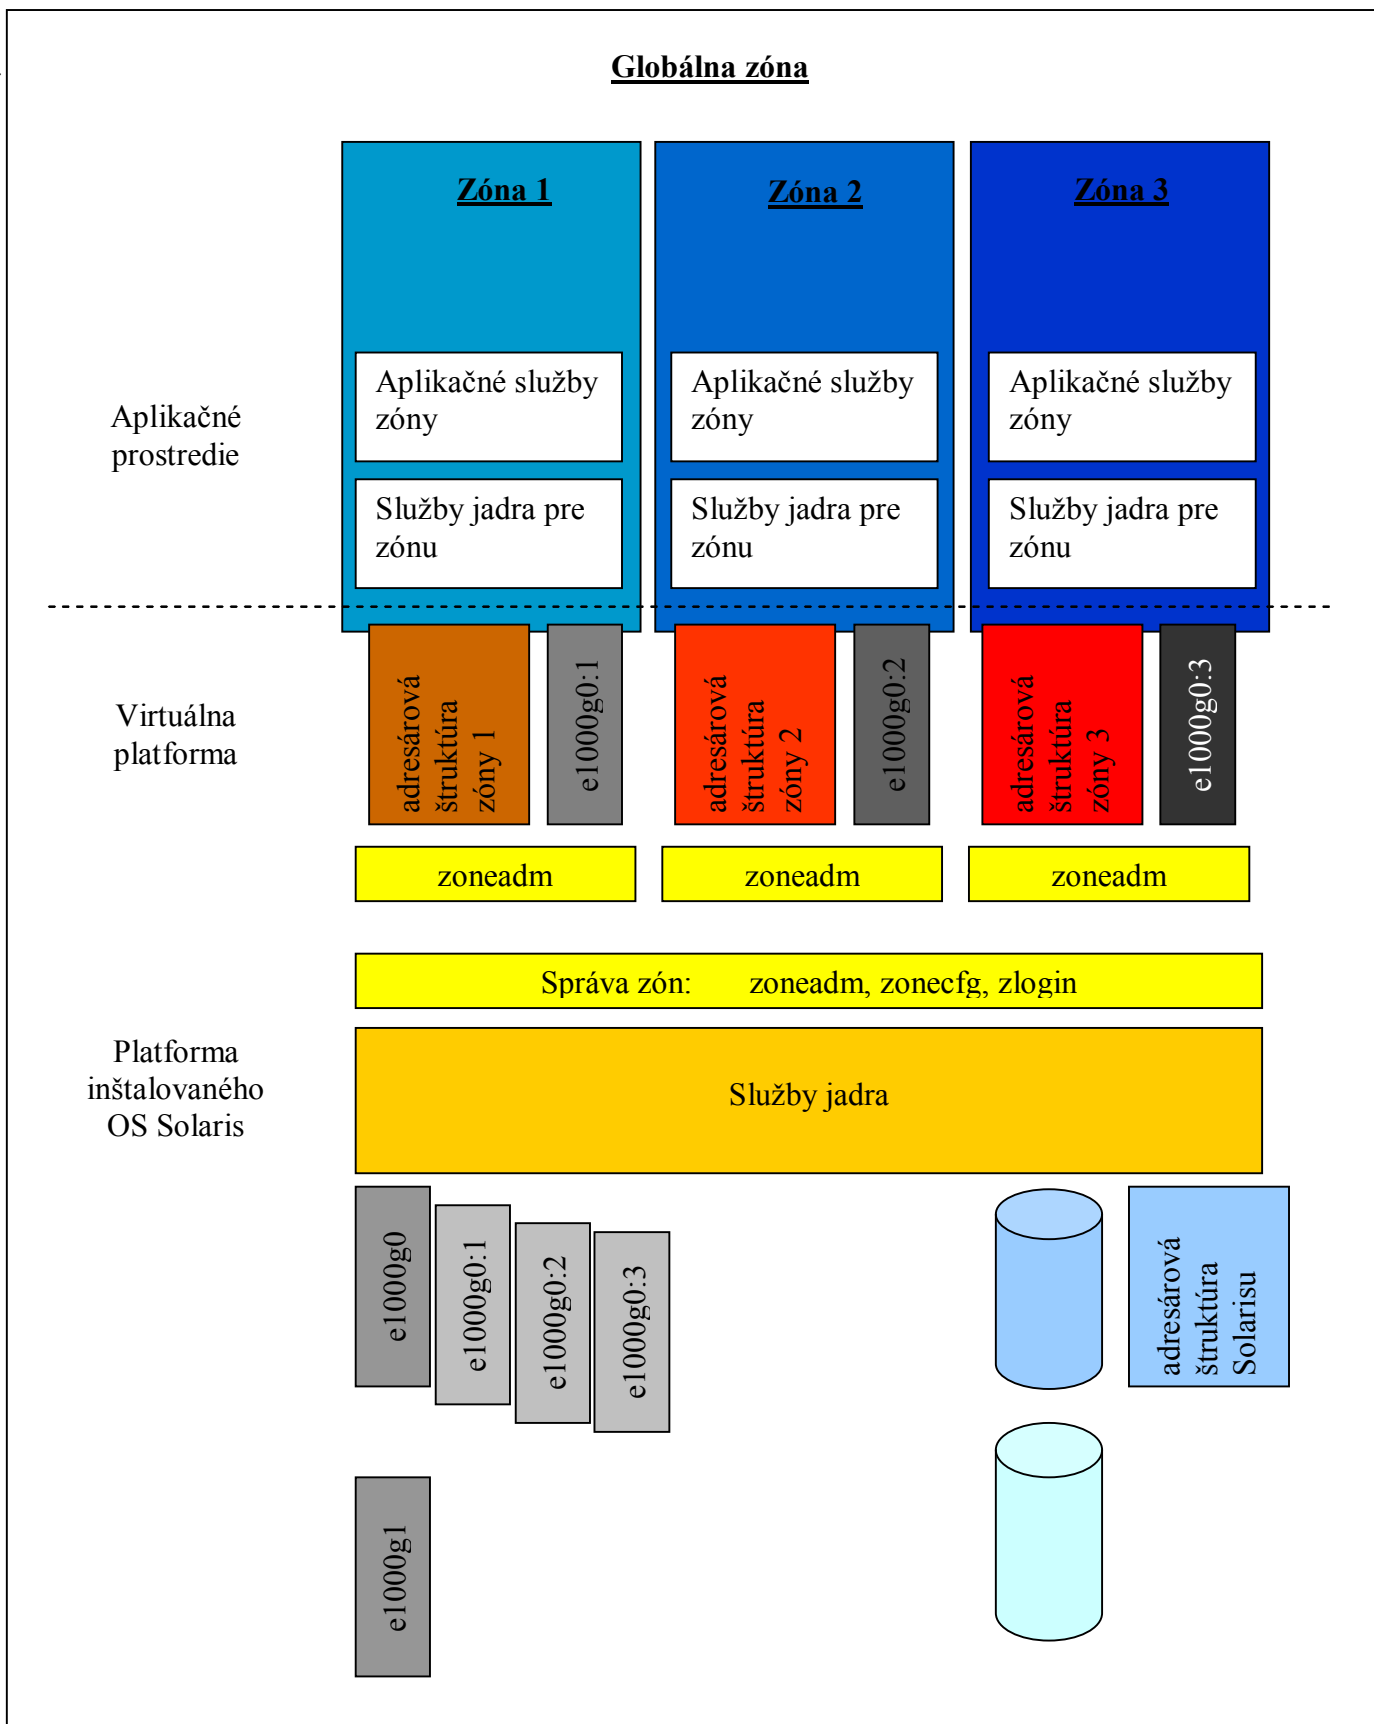 Globálna zóna
Zóna 1
Zóna 2
Zóna 3
Aplikačné
prostredie
Aplikačné služby
zóny
Aplikačné služby
zóny
Aplikačné služby
zóny
Služby jadra pre
zónu
Služby jadra pre
zónu
Služby jadra pre
zónu
Virtuálna
platforma
adresárová
štruktúra
zóny 1
e1000g0:1
adresárová
štruktúra
zóny 2
e1000g0:2
adresárová
štruktúra
zóny 3
e1000g0:3
zoneadm
zoneadm
zoneadm
Správa zón: zoneadm, zonecfg, zlogin
Platforma
inštalovaného
OS Solaris
Služby jadra
e1000g0
e1000g0:1
e1000g0:2
e1000g0:3
adresárová
štruktúra
Solarisu
e1000g1